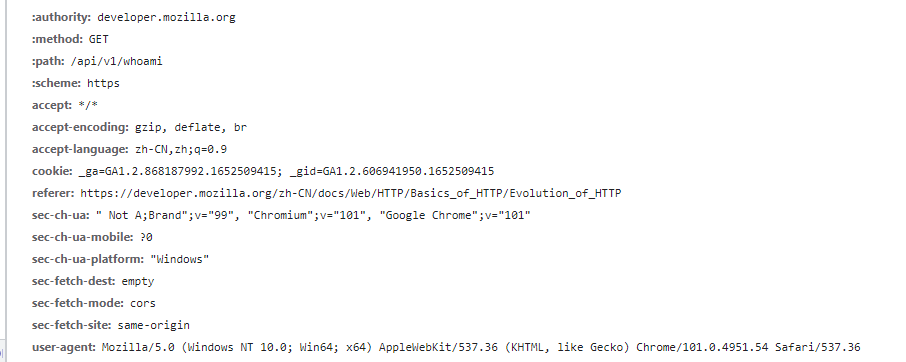 :authority: developer.mozilla.org
:method: GET
:path: /api/v1/whoami
:scheme: https
accept: */*
accept-encoding: gzip, deflate, br
accept-language: zh-CN,zh;q=0.9
cookie: _ga=GA1.2.868187992.1652509415; _gid=GA1.2.606941950.1652509415
referer: https://developer.mozilla.org/zh-CN/docs/Web/HTTP/Basics_of_HTTP/Evolution_of_HTTP
sec-ch-ua: " Not A;Brand";v="99", "Chromium";v="101", "Google Chrome";v="101"
sec-ch-ua-mobile: ?0
sec-ch-ua-platform: "Windows"
sec-fetch-dest: empty
sec-fetch-mode: cors
sec-fetch-site: same-origin
user-agent: Mozilla/5.0 (Windows NT 10.0; Win64; x64) AppleWebKit/537.36 (KHTML, like Gecko) Chrome/101.0.4951.54 Safari/537.36